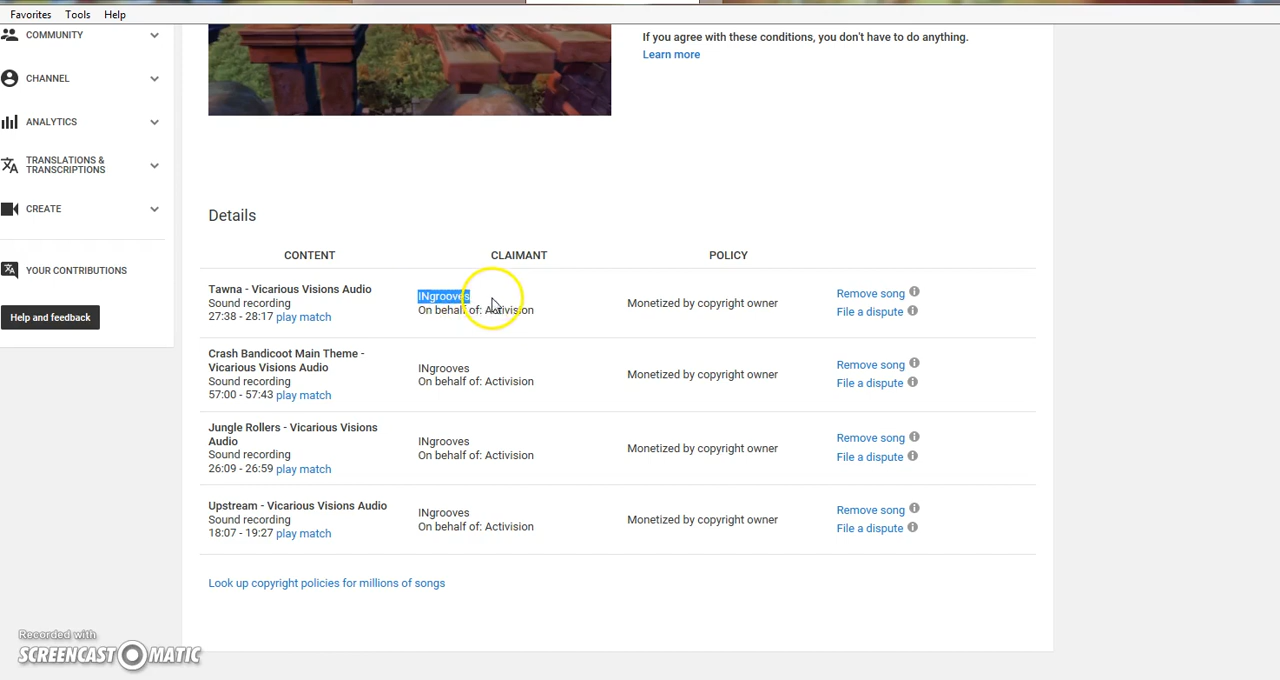 Favorites Tools Help
COMMUNITY
CHANNEL
ANALYTICS
TRANSLATIONS &
TRANSCRIPTIONS
CREATE
YOUR CONTRIBUTIONS
Help and feedback
If you agree with these conditions, you don't have to do anything.
Learn more
Details
CONTENT CLAIMANT POLICY
Tawna - Vicarious Visions Audio
Sound recording
27:38 - 28:17 play match
INgrooves
On behalf of: Activision
Monetized by copyright owner
Remove song
File a dispute
Crash Bandicoot Main Theme -
Vicarious Visions Audio
Sound recording
57:00 - 57:43 play match
INgrooves
On behalf of: Activision
Monetized by copyright owner
Remove song
File a dispute
Jungle Rollers - Vicarious Visions
Audio
Sound recording
26:09 - 26:59 play match
INgrooves
On behalf of: Activision
Monetized by copyright owner
Remove song
File a dispute
Upstream - Vicarious Visions Audio
Sound recording
18:07 - 19:27 play match
INgrooves
On behalf of: Activision
Monetized by copyright owner
Remove song
File a dispute
Look up copyright policies for millions of songs
Recorded with
SCREENCAST MATIC